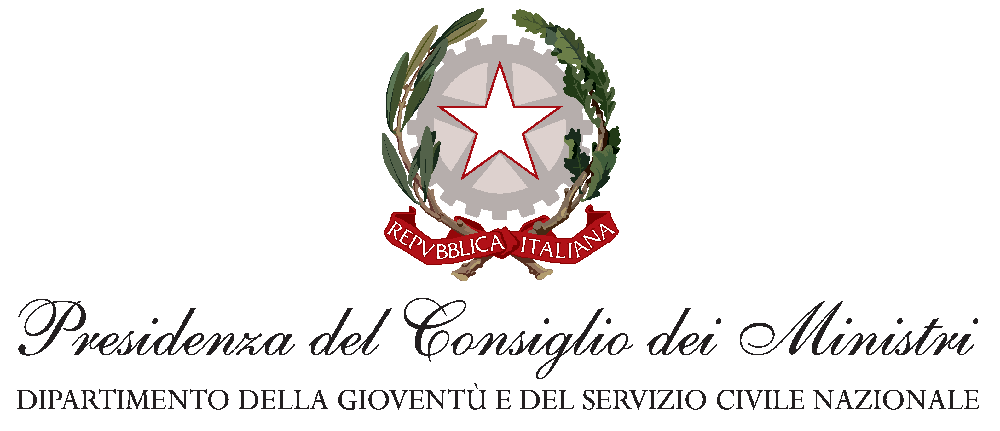 REPVBBLICA ITALIANA
Presidenza del Consiglio dei Ministri
DIPARTIMENTO DELLA GIOVENTÙ E DEL SERVIZIO CIVILE NAZIONALE